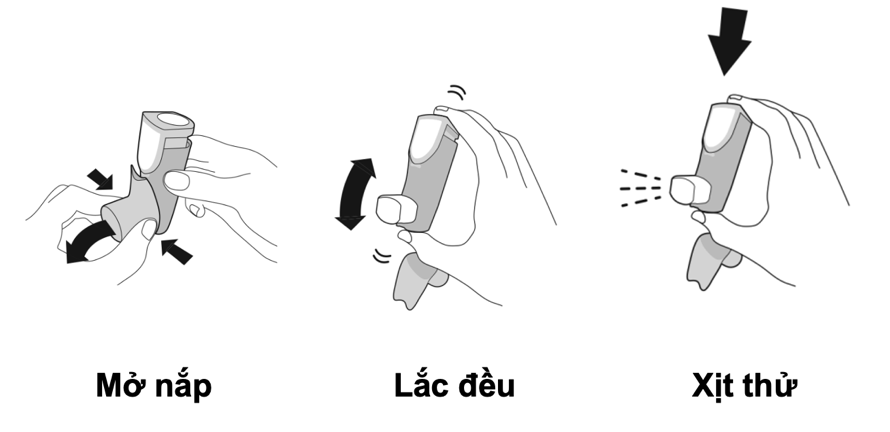 Mở nắp
Lắc đều
Xịt thử